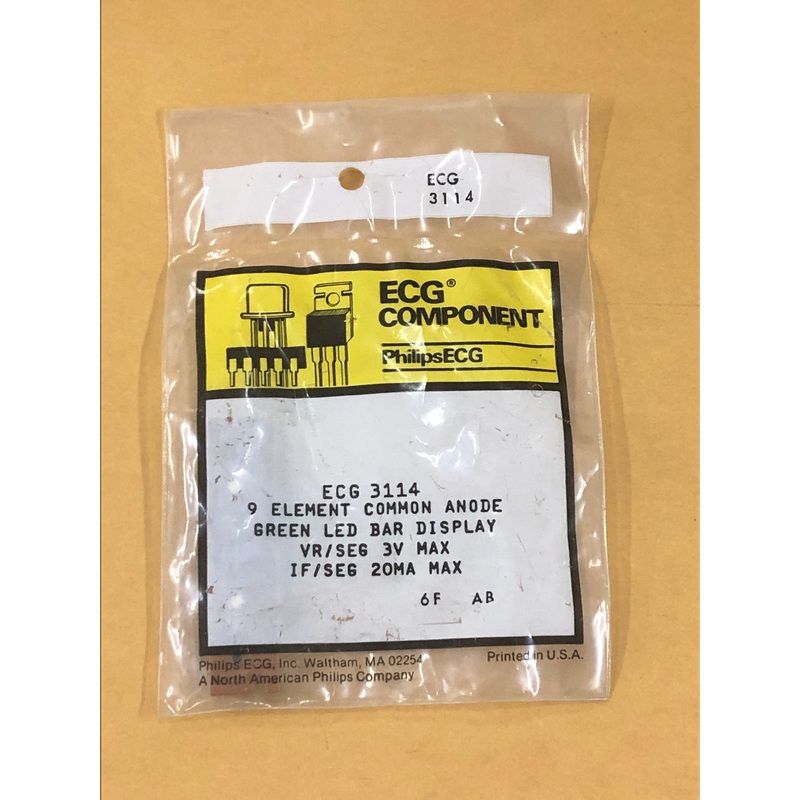 ECG
3114
ECG®
COMPONENT
PhilipsECG
ECG 3114
9 ELEMENT COMMON ANODE
GREEN LED BAR DISPLAY
VR/SEG 3V MAX
IF/SEG 20MA MAX
6F AB
Philips ECG, Inc. Waltham, MA 02254
A North American Philips Company
Printed in U.S.A.